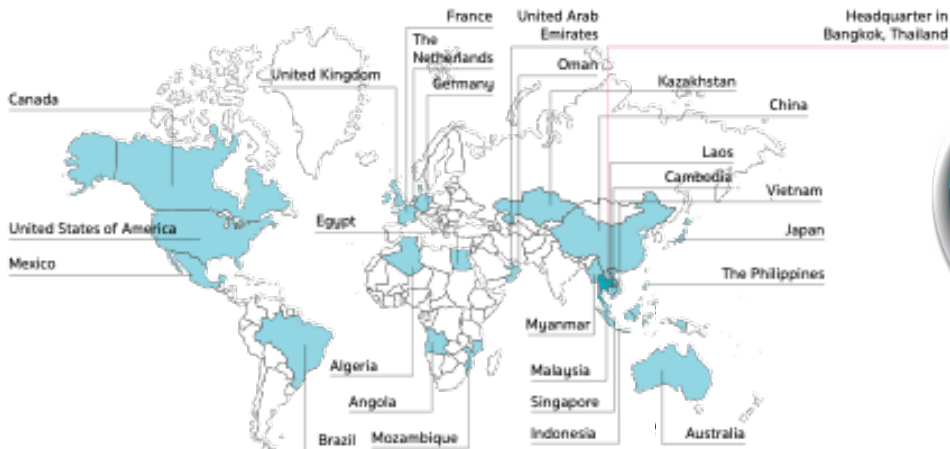 France
United Arab
Emirates
Headquarter in
Bangkok, Thailand
The
Netherlands
Oman
United Kingdom
Germany
Kazakhstan
Canada
China
Laos
Cambodia
Vietnam
Egypt
United States of America
Japan
Mexico
The Philippines
Myanmar
Algeria
Malaysia
Angola
Singapore
Brazil
Mozambique
Indonesia
Australia